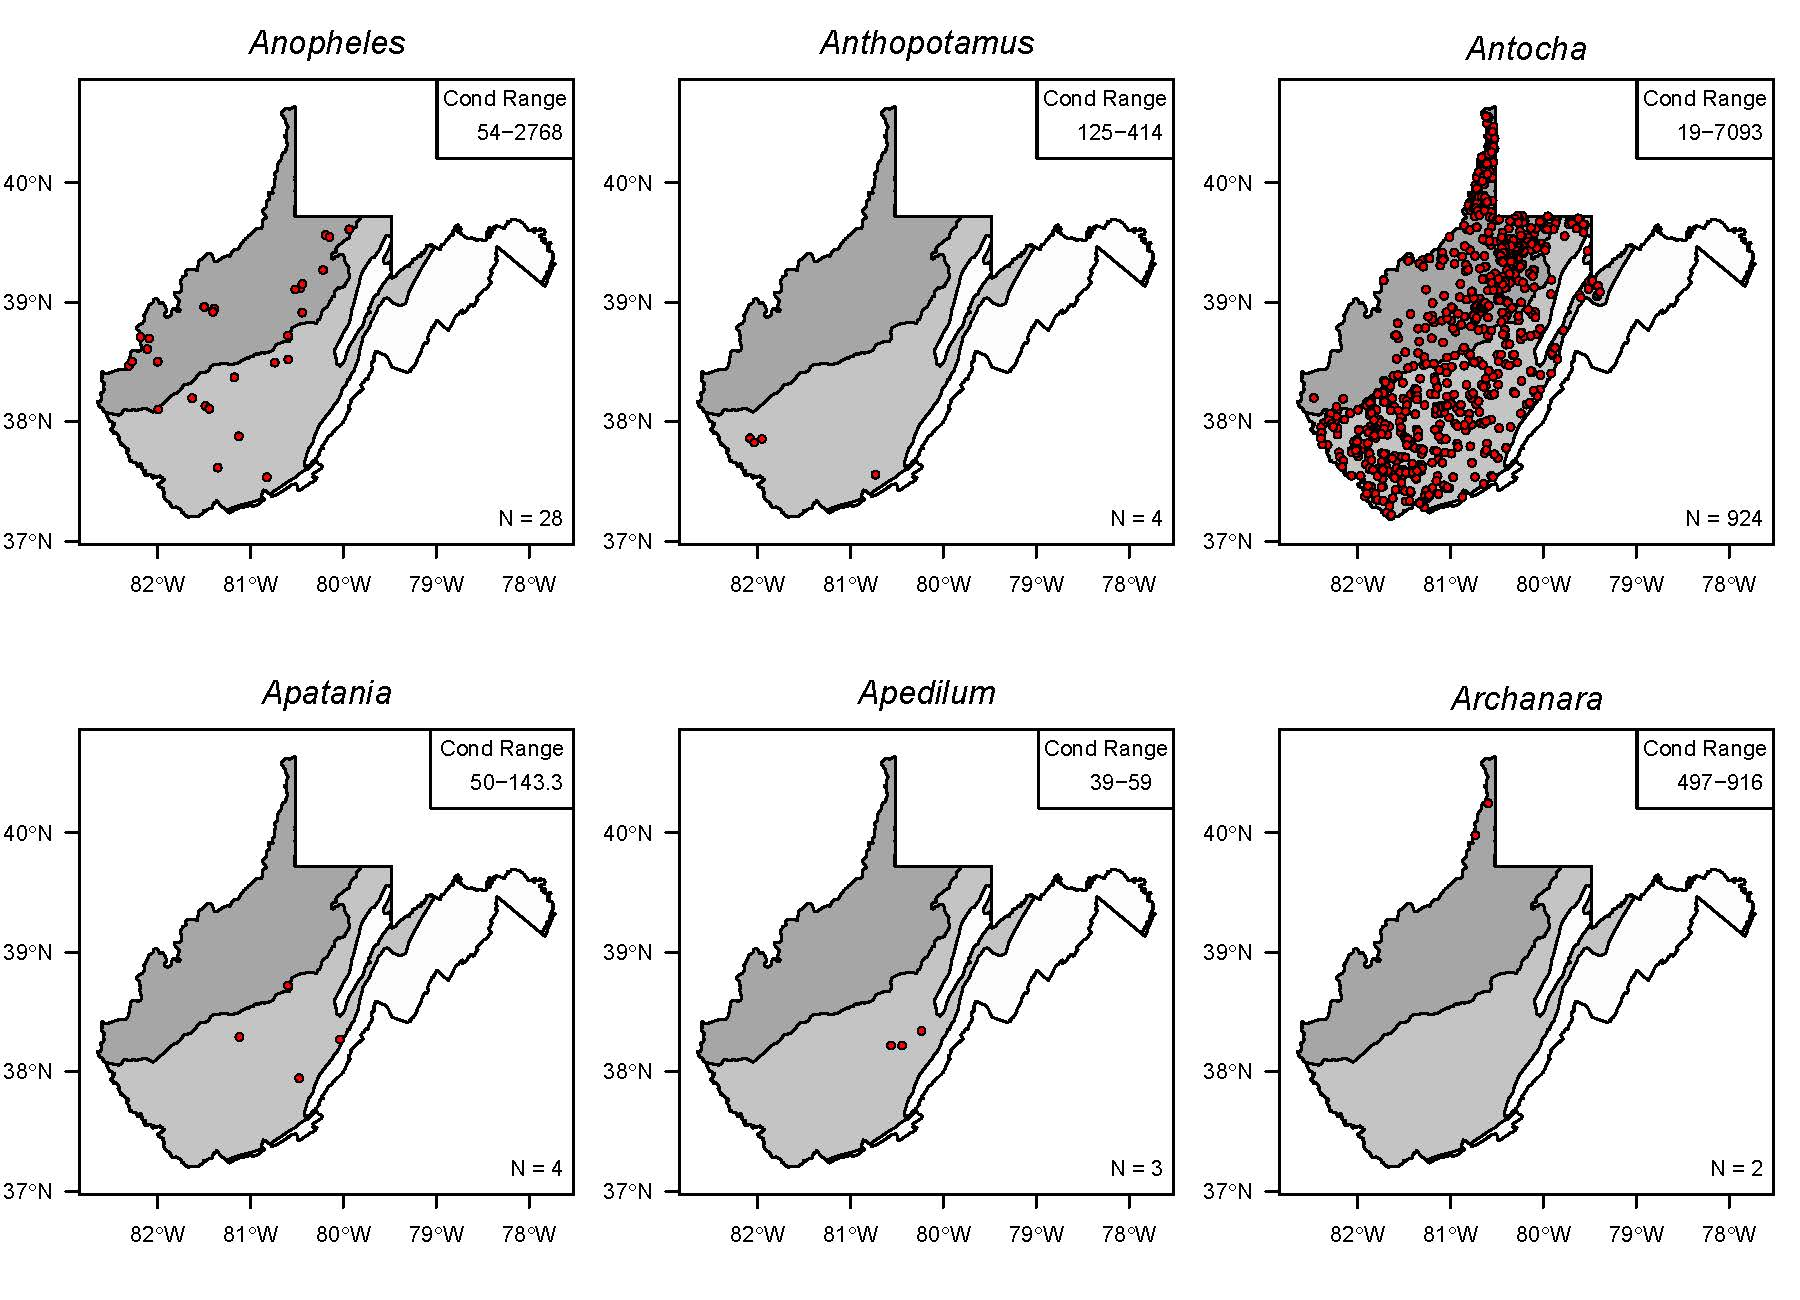 Anopheles
Cond Range
54−2768
40°N
39°N
38°N
37°N
N = 28
82°W 81°W 80°W 79°W 78°W
Anthopotamus
Cond Range
125−414
40°N
39°N
38°N
37°N
N = 4
82°W 81°W 80°W 79°W 78°W
Antocha
Cond Range
19−7093
40°N
39°N
38°N
37°N
N = 924
82°W 81°W 80°W 79°W 78°W
Apatania
Cond Range
50−143.3
40°N
39°N
38°N
37°N
N = 4
82°W 81°W 80°W 79°W 78°W
Apedilum
Cond Range
39−59
40°N
39°N
38°N
37°N
N = 3
82°W 81°W 80°W 79°W 78°W
Archanara
Cond Range
497−916
40°N
39°N
38°N
37°N
N = 2
82°W 81°W 80°W 79°W 78°W